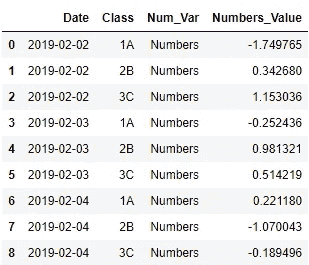 Date Class Num_Var Numbers_Value
0 2019-02-02 1A Numbers -1.749765
1 2019-02-02 2B Numbers 0.342680
2 2019-02-02 3C Numbers 1.153036
3 2019-02-03 1A Numbers -0.252436
4 2019-02-03 2B Numbers 0.981321
5 2019-02-03 3C Numbers 0.514219
6 2019-02-04 1A Numbers 0.221180
7 2019-02-04 2B Numbers -1.070043
8 2019-02-04 3C Numbers -0.189496